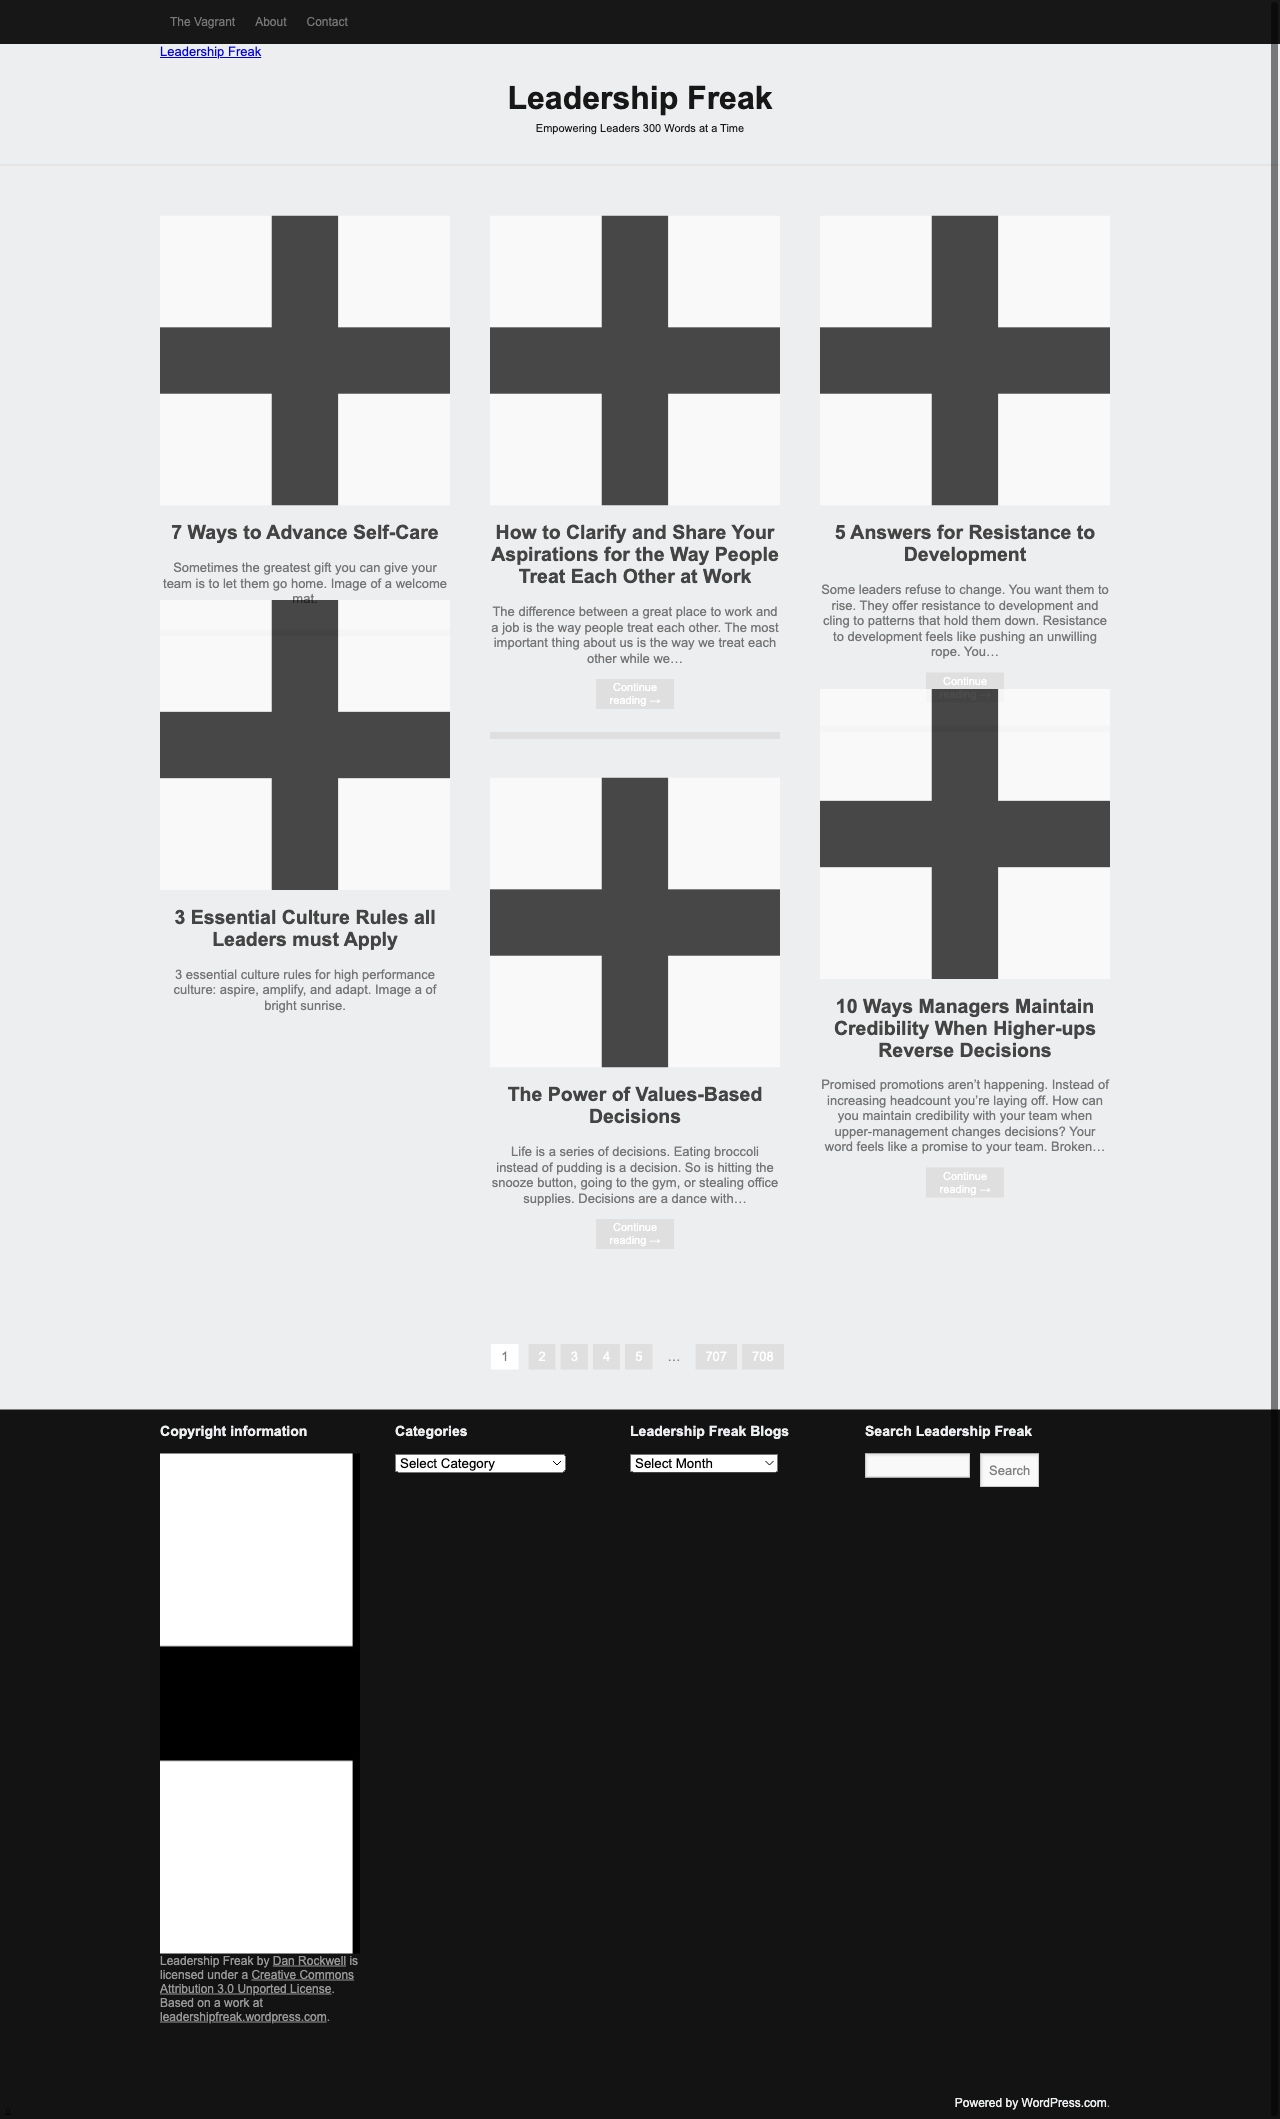 The Vagrant About Contact
Leadership Freak
Leadership Freak
Empowering Leaders 300 Words at a Time
7 Ways to Advance Self-Care
Sometimes the greatest gift you can give your
team is to let them go home. Image of a welcome
mat.
How to Clarify and Share Your
Aspirations for the Way People
Treat Each Other at Work
The difference between a great place to work and
a job is the way people treat each other. The most
important thing about us is the way we treat each
other while we…
Continue
reading →
5 Answers for Resistance to
Development
Some leaders refuse to change. You want them to
rise. They offer resistance to development and
cling to patterns that hold them down. Resistance
to development feels like pushing an unwilling
rope. You…
Continue
reading →
3 Essential Culture Rules all
Leaders must Apply
3 essential culture rules for high performance
culture: aspire, amplify, and adapt. Image a of
bright sunrise.
The Power of Values-Based
Decisions
Life is a series of decisions. Eating broccoli
instead of pudding is a decision. So is hitting the
snooze button, going to the gym, or stealing office
supplies. Decisions are a dance with…
Continue
reading →
10 Ways Managers Maintain
Credibility When Higher-ups
Reverse Decisions
Promised promotions aren’t happening. Instead of
increasing headcount you’re laying off. How can
you maintain credibility with your team when
upper-management changes decisions? Your
word feels like a promise to your team. Broken…
Continue
reading →
1 2 3 4 5 … 707 708
Copyright information
Leadership Freak by Dan Rockwell is
licensed under a Creative Commons
Attribution 3.0 Unported License.
Based on a work at
leadershipfreak.wordpress.com.
Categories
Select Category
Leadership Freak Blogs
Select Month
Search Leadership Freak
Search
Powered by WordPress.com.